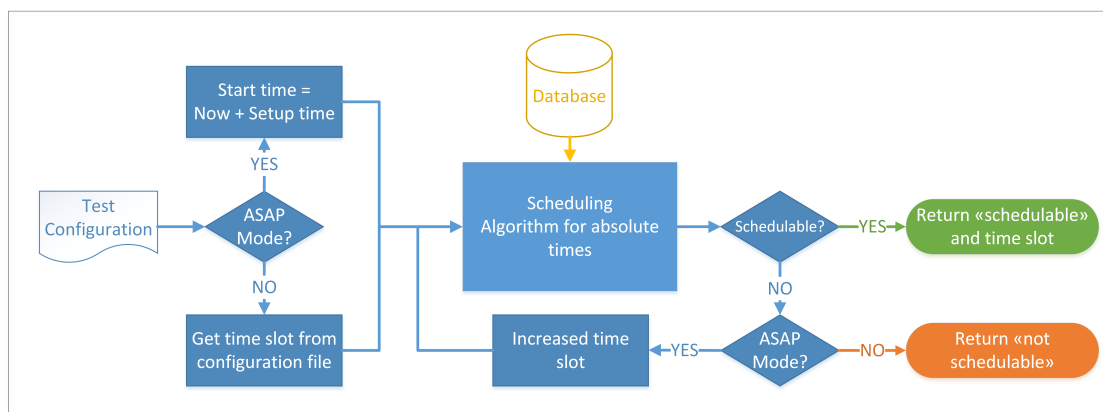 Start time =
Now + Setup time
YES
Test
Configuration
ASAP
Mode?
NO
Get time slot from
configuration file
Database
Scheduling
Algorithm for absolute
times
Schedulable?
YES
Return «schedulable»
and time slot
NO
ASAP
Mode?
YES
Increased time
slot
NO
Return «not
schedulable»